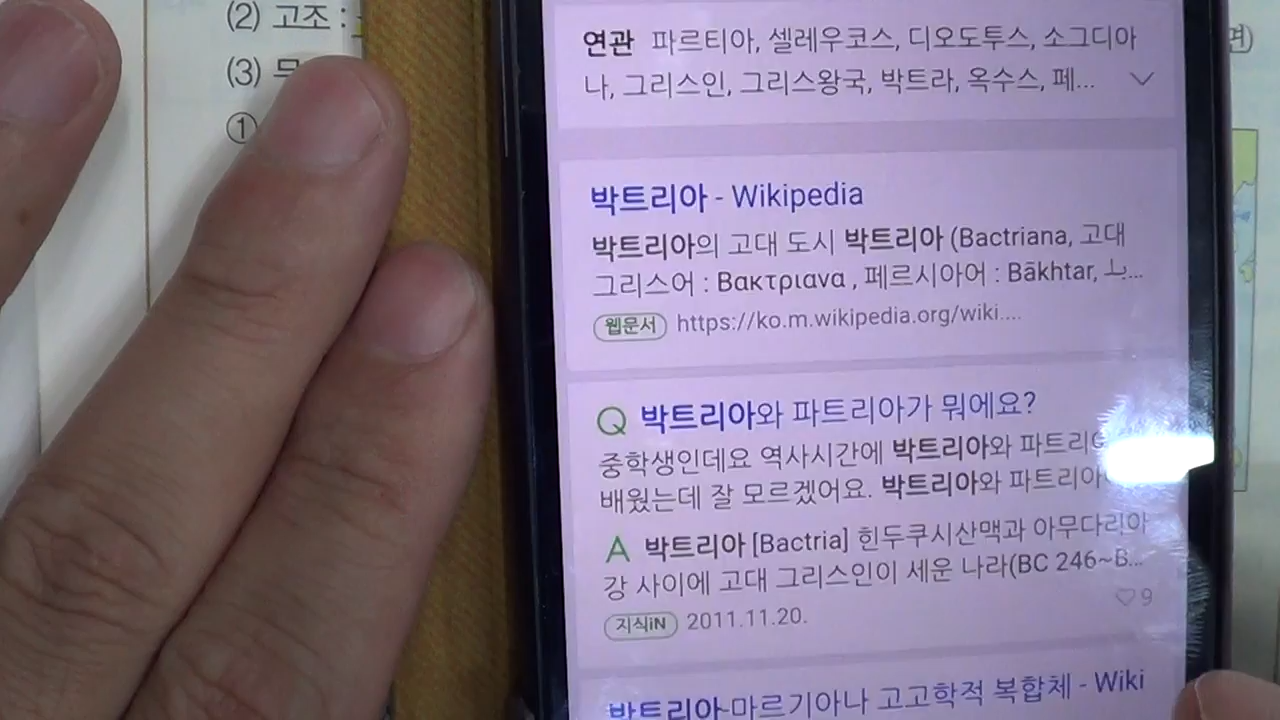 (2) 고조 :
(3)
①
면)
연관 파르티아, 셀레우코스, 디오도투스, 소그디아
나, 그리스인, 그리스왕국, 박트라, 옥수스, 페...
박트리아 - Wikipedia
박트리아의 고대 도시 박트리아 (Bactriana, 고대
그리스어 : Βακτριανα , 페르시아어 : Bākhtar, 노...
웹문서 https://ko.m.wikipedia.org/wiki....
Q 박트리아와 파트리아가 뭐에요?
중학생인데요 역사시간에 박트리아와
배웠는데 잘 모르겠어요. 박트리아와 파트리아
A 박트리아 [Bactria] 힌두쿠시산맥과 아무다리야
강 사이에 고대 그리스인이 세운 나라(BC 246~B...
♡ 9
지식iN 2011.11.20.
박트리아-마르기아나 고고학적 복합체 - Wiki